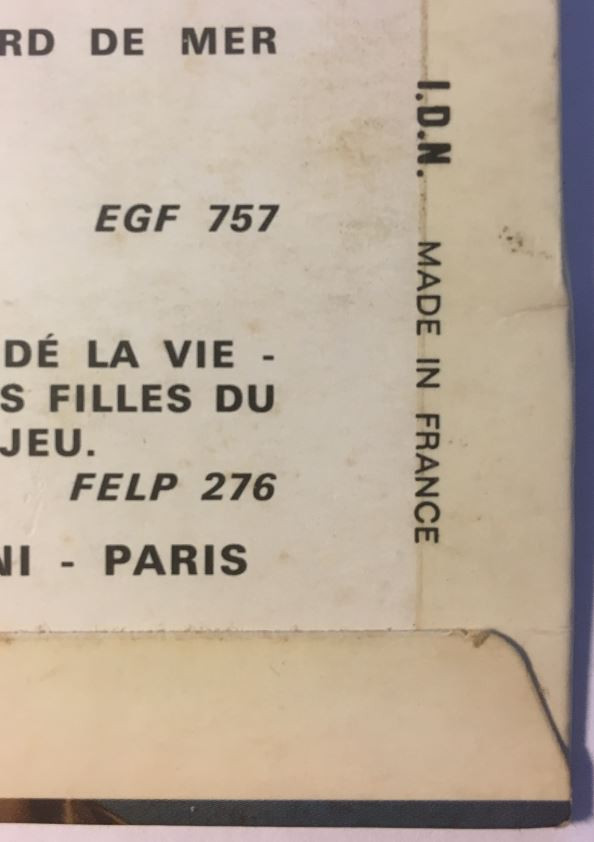 RD DE MER
EGF 757
DÉ LA VIE -
S FILLES DU
JEU.
FELP 276
NI - PARIS
I.D.N. MADE IN FRANCE